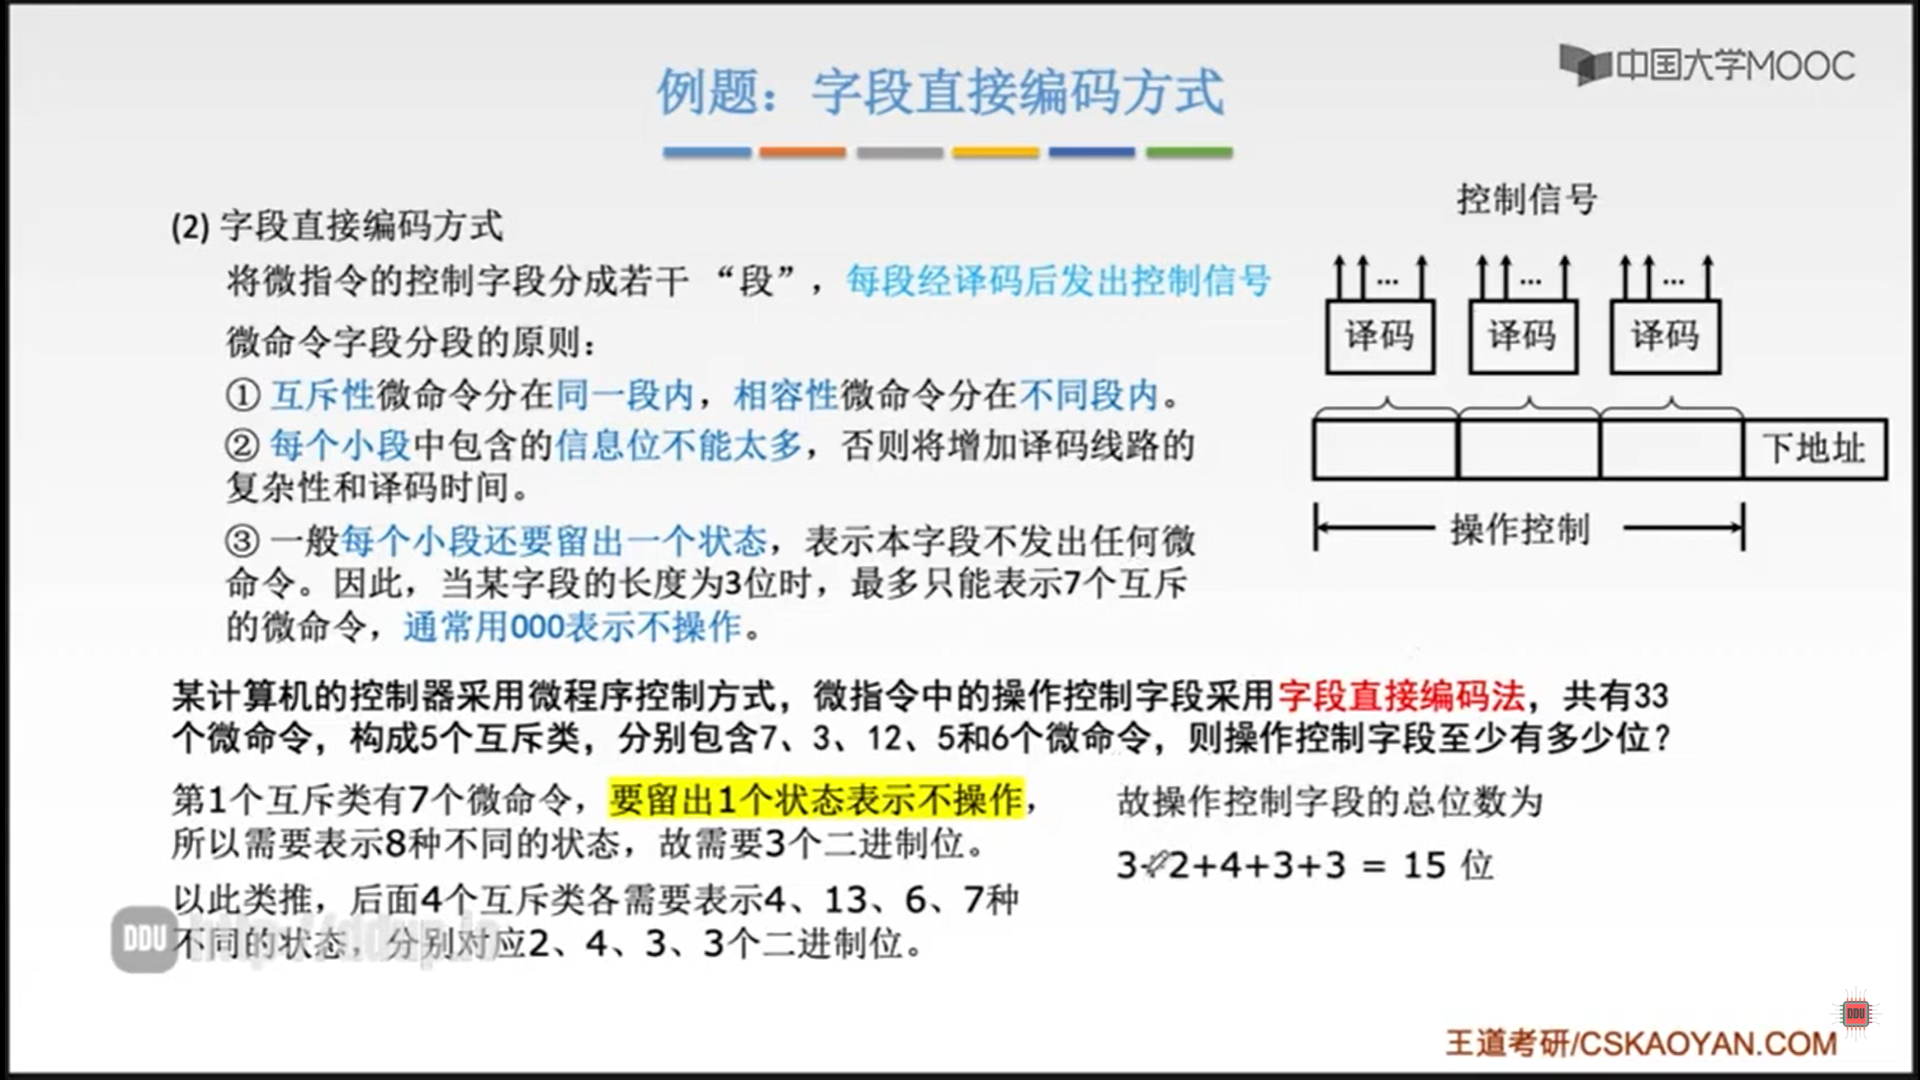 中国大学MOOC
例题：字段直接编码方式
控制信号
(2) 字段直接编码方式
将微指令的控制字段分成若干 “段”，每段经译码后发出控制信号
微命令字段分段的原则：
① 互斥性微命令分在同一段内，相容性微命令分在不同段内。
② 每个小段中包含的信息位不能太多，否则将增加译码线路的
复杂性和译码时间。
③ 一般每个小段还要留出一个状态，表示本字段不发出任何微
命令。因此，当某字段的长度为3位时，最多只能表示7个互斥
的微命令，通常用000表示不操作。
... ... ...
译码 译码 译码
下地址
操作控制
某计算机的控制器采用微程序控制方式，微指令中的操作控制字段采用字段直接编码法，共有33
个微命令，构成5个互斥类，分别包含7、3、12、5和6个微命令，则操作控制字段至少有多少位？
第1个互斥类有7个微命令，要留出1个状态表示不操作，
所以需要表示8种不同的状态，故需要3个二进制位。
以此类推，后面4个互斥类各需要表示4、13、6、7种
不同的状态，分别对应2、4、3、3个二进制位。
故操作控制字段的总位数为
3+2+4+3+3 = 15 位
DDU
DDU
王道考研/CSKAOYAN.COM